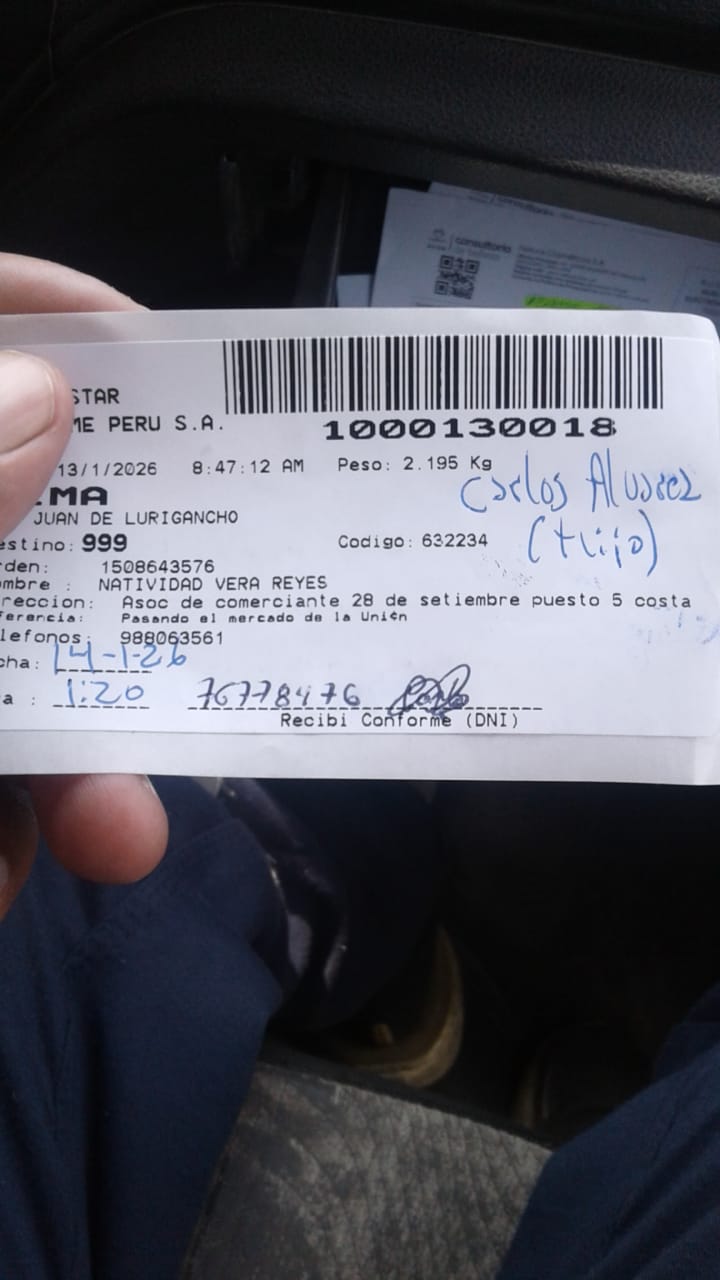 STAR
ME PERU S.A.
1000130018
13/1/2026 8:47:12 AM Peso: 2.195 Kg
MA
Carlos Alvarez
JUAN DE LURIGANCHO
(Hijo)
estino: 999 Codigo: 632234
rden: 1508643576
ombre : NATIVIDAD VERA REYES
reccion: Asoc de comerciante 28 de setiembre puesto 5 costa
ferencia: Pasando el mercado de la Uni¢n
lefonos: 988063561
cha: 14-1-26
a : 1:20 76778476
Recibi Conforme (DNI)
consultoria